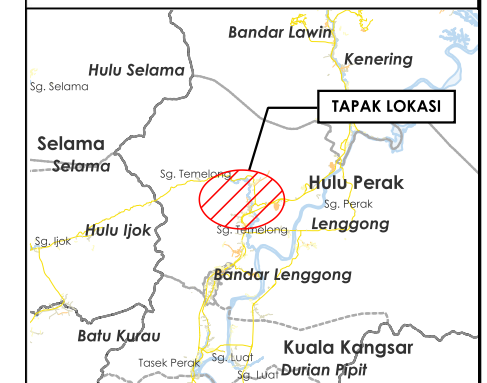 Bandar Lawin
Kenering
Hulu Selama
Sg. Selama
TAPAK LOKASI
Selama
Selama
Sg. Temelong
Hulu Perak
Sg. Perak
Lenggong
Hulu Ijok
Sg. Temelong
Sg. Ijok
Bandar Lenggong
Batu Kurau
Kuala Kangsar
Tasek Perak
Sg. Luat
Durian Pipit
Sg. Luat